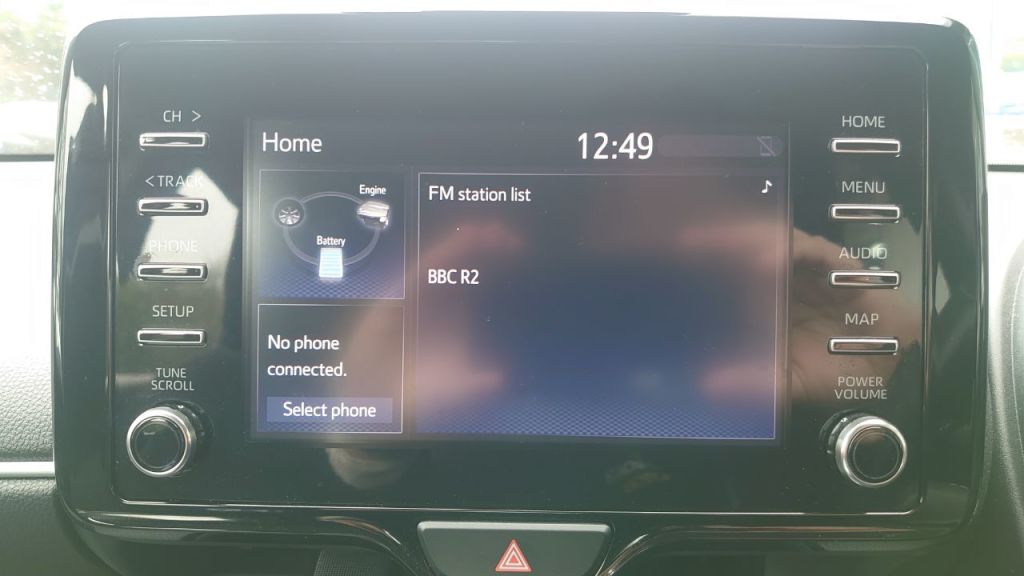 CH >
< TRACK
PHONE
SETUP
TUNE
SCROLL
Home
12:49
Engine
Battery
No phone
connected.
Select phone
FM station list
BBC R2
HOME
MENU
AUDIO
MAP
POWER
VOLUME